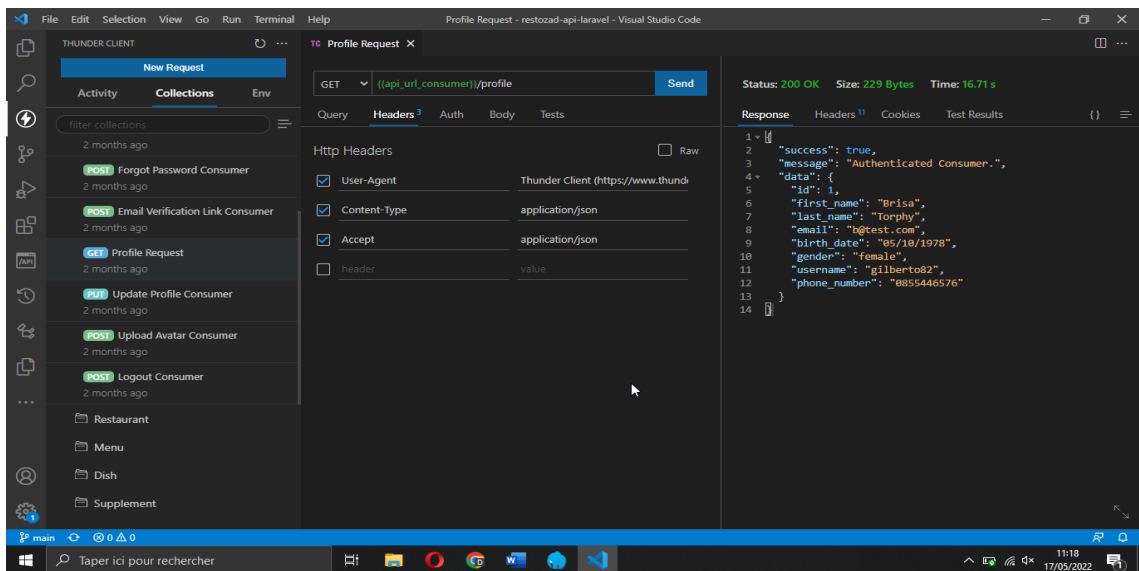 File Edit Selection View Go Run Terminal Help
Profile Request - restozad-api-laravel - Visual Studio Code
THUNDER CLIENT
New Request
Activity Collections Env
filter collections
2 months ago
POST Forgot Password Consumer
2 months ago
POST Email Verification Link Consumer
2 months ago
GET Profile Request
2 months ago
PUT Update Profile Consumer
2 months ago
POST Upload Avatar Consumer
2 months ago
POST Logout Consumer
2 months ago
Restaurant
Menu
Dish
Supplement
TC Profile Request
GET {{api_url_consumer}}/profile Send
Query Headers 3 Auth Body Tests
Http Headers Raw
User-Agent Thunder Client (https://www.thund
Content-Type application/json
Accept application/json
header value
Status: 200 OK Size: 229 Bytes Time: 16.71 s
Response Headers 11 Cookies Test Results {}
1 {
2 "success": true,
3 "message": "Authenticated Consumer.",
4 "data": {
5 "id": 1,
6 "first_name": "Brisa",
7 "last_name": "Torphy",
8 "email": "b@test.com",
9 "birth_date": "05/10/1978",
10 "gender": "female",
11 "username": "gilberto82",
12 "phone_number": "0855446576"
13 }
14 }
/API
1
main 0 0
Taper ici pour rechercher
11:18
17/05/2022